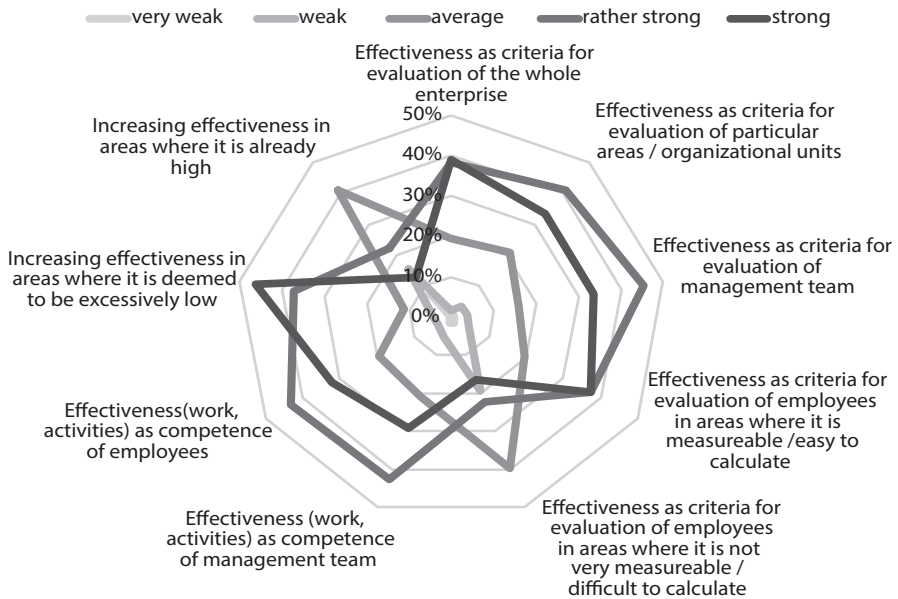 very weak weak average rather strong strong
Effectiveness as criteria for
evaluation of the whole
enterprise
50%
40%
30%
20%
10%
0%
Effectiveness as criteria for
evaluation of particular
areas / organizational units
Effectiveness as criteria for
evaluation of
management team
Effectiveness as criteria for
evaluation of employees
in areas where it is
measureable /easy to
calculate
Effectiveness as criteria for
evaluation of employees
in areas where it is not
very measureable /
difficult to calculate
Effectiveness (work,
activities) as competence
of management team
Effectiveness(work,
activities) as competence
of employees
Increasing effectiveness in
areas where it is deemed
to be excessively low
Increasing effectiveness in
areas where it is already
high